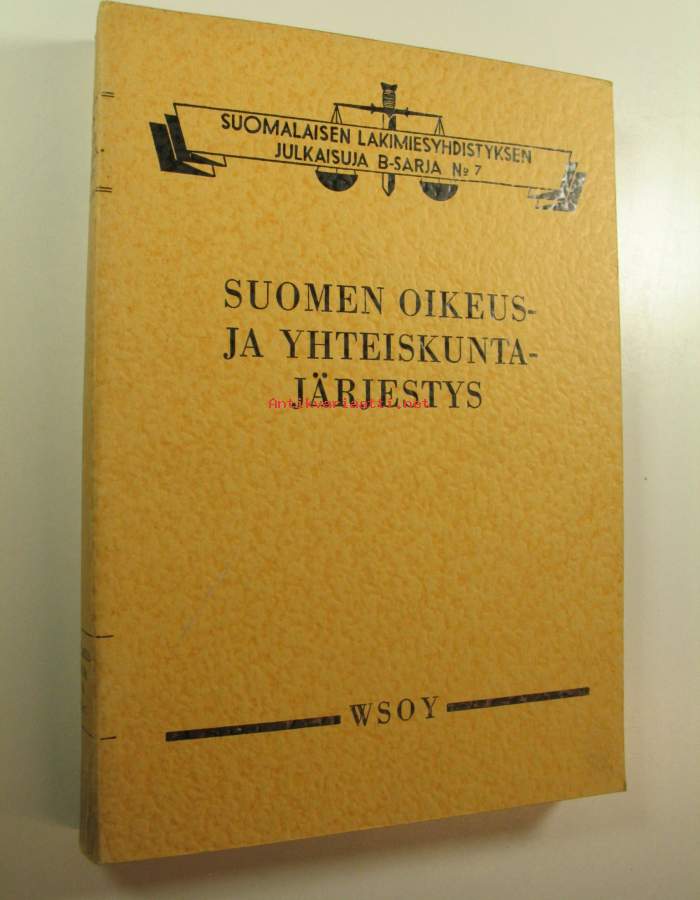 SUOMALAISEN LAKIMIESYHDISTYKSEN
JULKAISUJA B-SARJA No 7
SUOMEN OIKEUS-
JA YHTEISKUNTA-
JÄRJESTYS
Antikvariaatti.net
WSOY